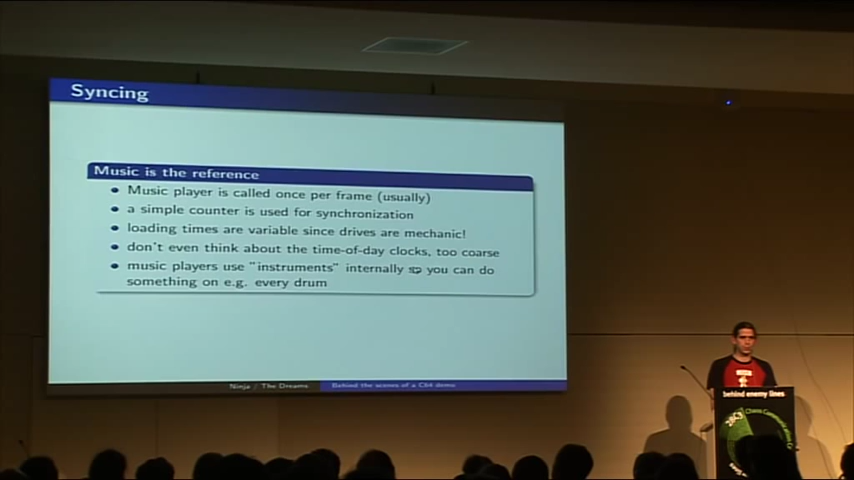 Syncing
Music is the reference
Music player is called once per frame (usually)
a simple counter is used for synchronization
loading times are variable since drives are mechanic!
don't even think about the time-of-day clocks, too coarse
music players use "instruments" internally so you can do
something on e.g. every drum
Ninja / The Dreams
Behind the scenes of a C64 demo
behind enemy lines